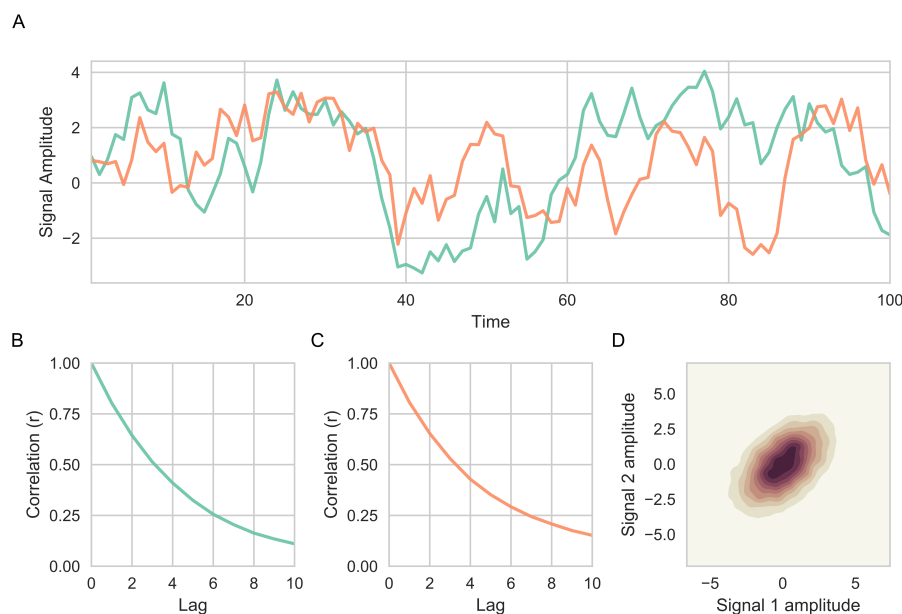 A
4
2
0
−2
Signal Amplitude
20 40 60 80 100
Time
B
1.00
0.75
0.50
0.25
0.00
Correlation (r)
0 2 4 6 8 10
Lag
C
1.00
0.75
0.50
0.25
0.00
Correlation (r)
0 2 4 6 8 10
Lag
D
5.0
2.5
0.0
−2.5
−5.0
Signal 2 amplitude
−5 0 5
Signal 1 amplitude